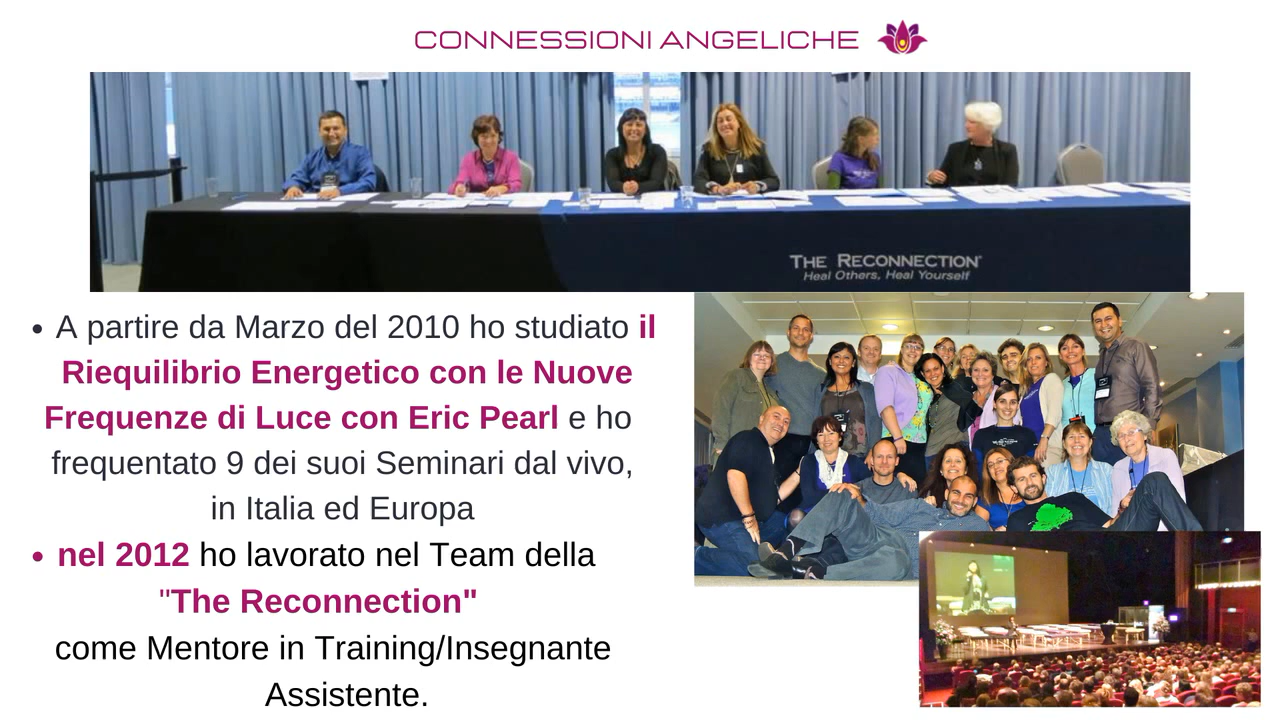 CONNESSIONI ANGELICHE
THE RECONNECTION
Heal Others, Heal Yourself
• A partire da Marzo del 2010 ho studiato il
Riequilibrio Energetico con le Nuove
Frequenze di Luce con Eric Pearl e ho
frequentato 9 dei suoi Seminari dal vivo,
in Italia ed Europa
• nel 2012 ho lavorato nel Team della
"The Reconnection"
come Mentore in Training/Insegnante
Assistente.